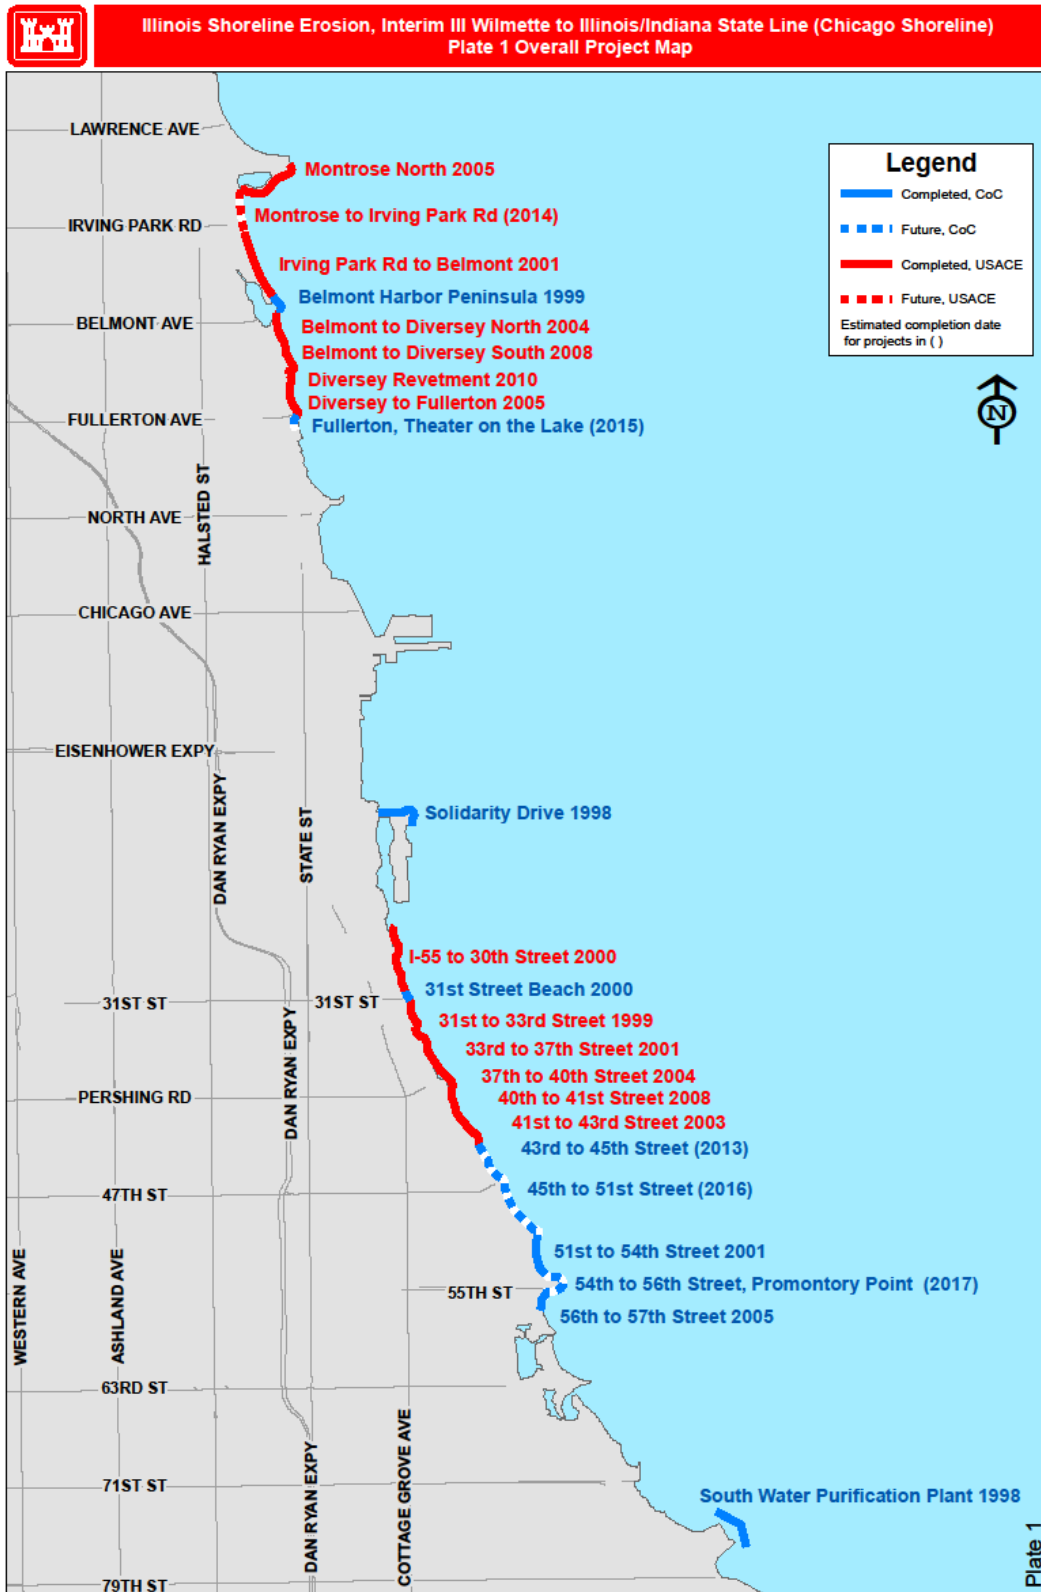 Illinois Shoreline Erosion, Interim III Wilmette to Illinois/Indiana State Line (Chicago Shoreline)
Plate 1 Overall Project Map
LAWRENCE AVE
Montrose North 2005
Legend
Completed, CoC
Future, CoC
Completed, USACE
Future, USACE
Estimated completion date
for projects in ( )
Montrose to Irving Park Rd (2014)
IRVING PARK RD
Irving Park Rd to Belmont 2001
Belmont Harbor Peninsula 1999
BELMONT AVE
Belmont to Diversey North 2004
Belmont to Diversey South 2008
Diversey Revetment 2010
Diversey to Fullerton 2005
FULLERTON AVE
Fullerton, Theater on the Lake (2015)
N
HALSTED ST
NORTH AVE
CHICAGO AVE
EISENHOWER EXPY
DAN RYAN EXPY
STATE ST
Solidarity Drive 1998
I-55 to 30th Street 2000
31st Street Beach 2000
31ST ST
31ST ST
31st to 33rd Street 1999
33rd to 37th Street 2001
DAN RYAN EXPY
37th to 40th Street 2004
PERSHING RD
40th to 41st Street 2008
41st to 43rd Street 2003
43rd to 45th Street (2013)
47TH ST
45th to 51st Street (2016)
51st to 54th Street 2001
54th to 56th Street, Promontory Point (2017)
55TH ST
56th to 57th Street 2005
WESTERN AVE
ASHLAND AVE
63RD ST
DAN RYAN EXPY
COTTAGE GROVE AVE
71ST ST
South Water Purification Plant 1998
79TH ST
Plate 1